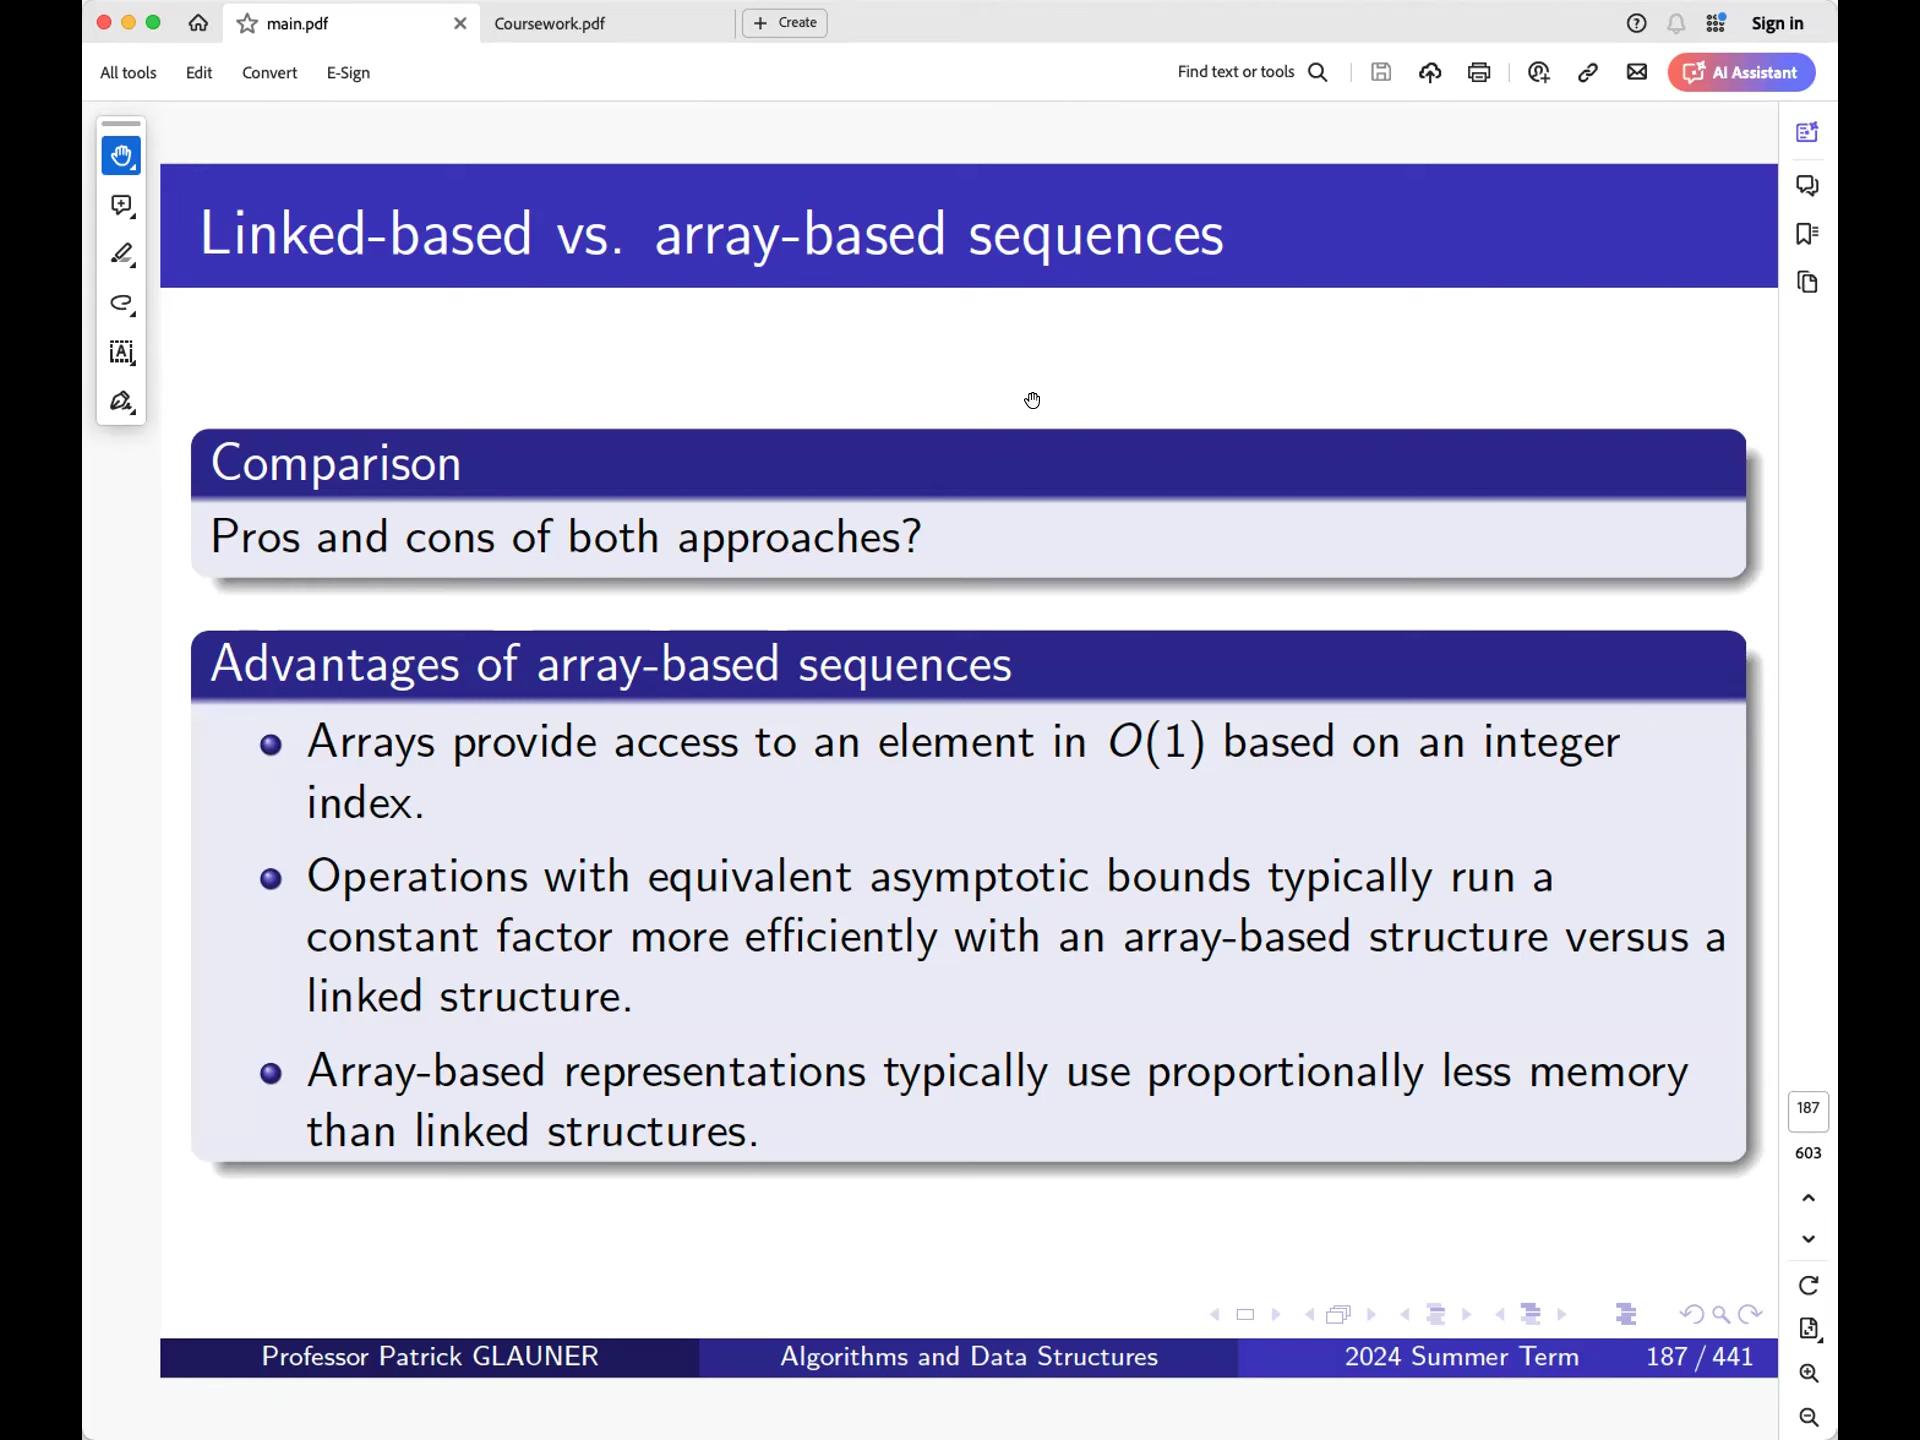 main.pdf
Coursework.pdf
Create
Sign in
All tools
Edit
Convert
E-Sign
Find text or tools
AI Assistant
Linked-based vs. array-based sequences
Comparison
Pros and cons of both approaches?
Advantages of array-based sequences
Arrays provide access to an element in O(1) based on an integer
index.
Operations with equivalent asymptotic bounds typically run a
constant factor more efficiently with an array-based structure versus a
linked structure.
Array-based representations typically use proportionally less memory
than linked structures.
187
603
Professor Patrick GLAUNER
Algorithms and Data Structures
2024 Summer Term
187 / 441